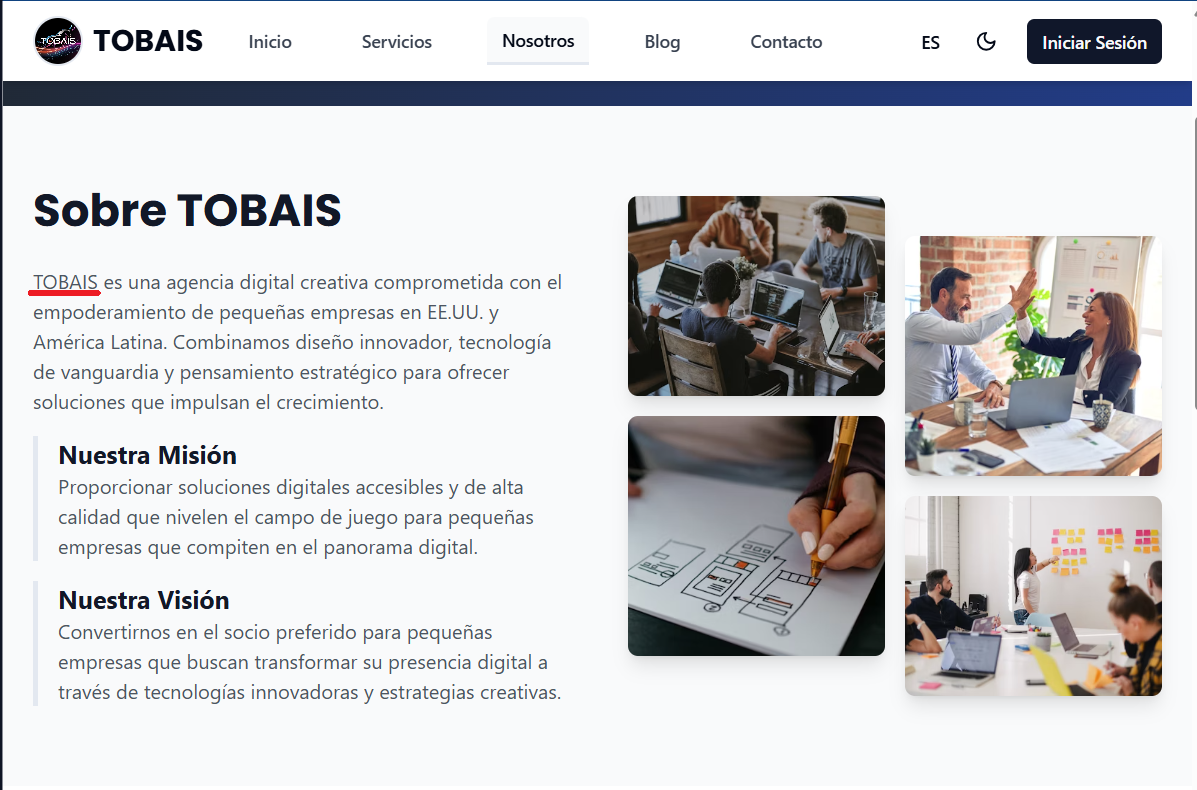 TOBAIS
TOBAIS
Inicio
Servicios
Nosotros
Blog
Contacto
ES
Iniciar Sesión
Sobre TOBAIS
TOBAIS es una agencia digital creativa comprometida con el
empoderamiento de pequeñas empresas en EE.UU. y
América Latina. Combinamos diseño innovador, tecnología
de vanguardia y pensamiento estratégico para ofrecer
soluciones que impulsan el crecimiento.
Nuestra Misión
Proporcionar soluciones digitales accesibles y de alta
calidad que nivelen el campo de juego para pequeñas
empresas que compiten en el panorama digital.
Nuestra Visión
Convertirnos en el socio preferido para pequeñas
empresas que buscan transformar su presencia digital a
través de tecnologías innovadoras y estrategias creativas.